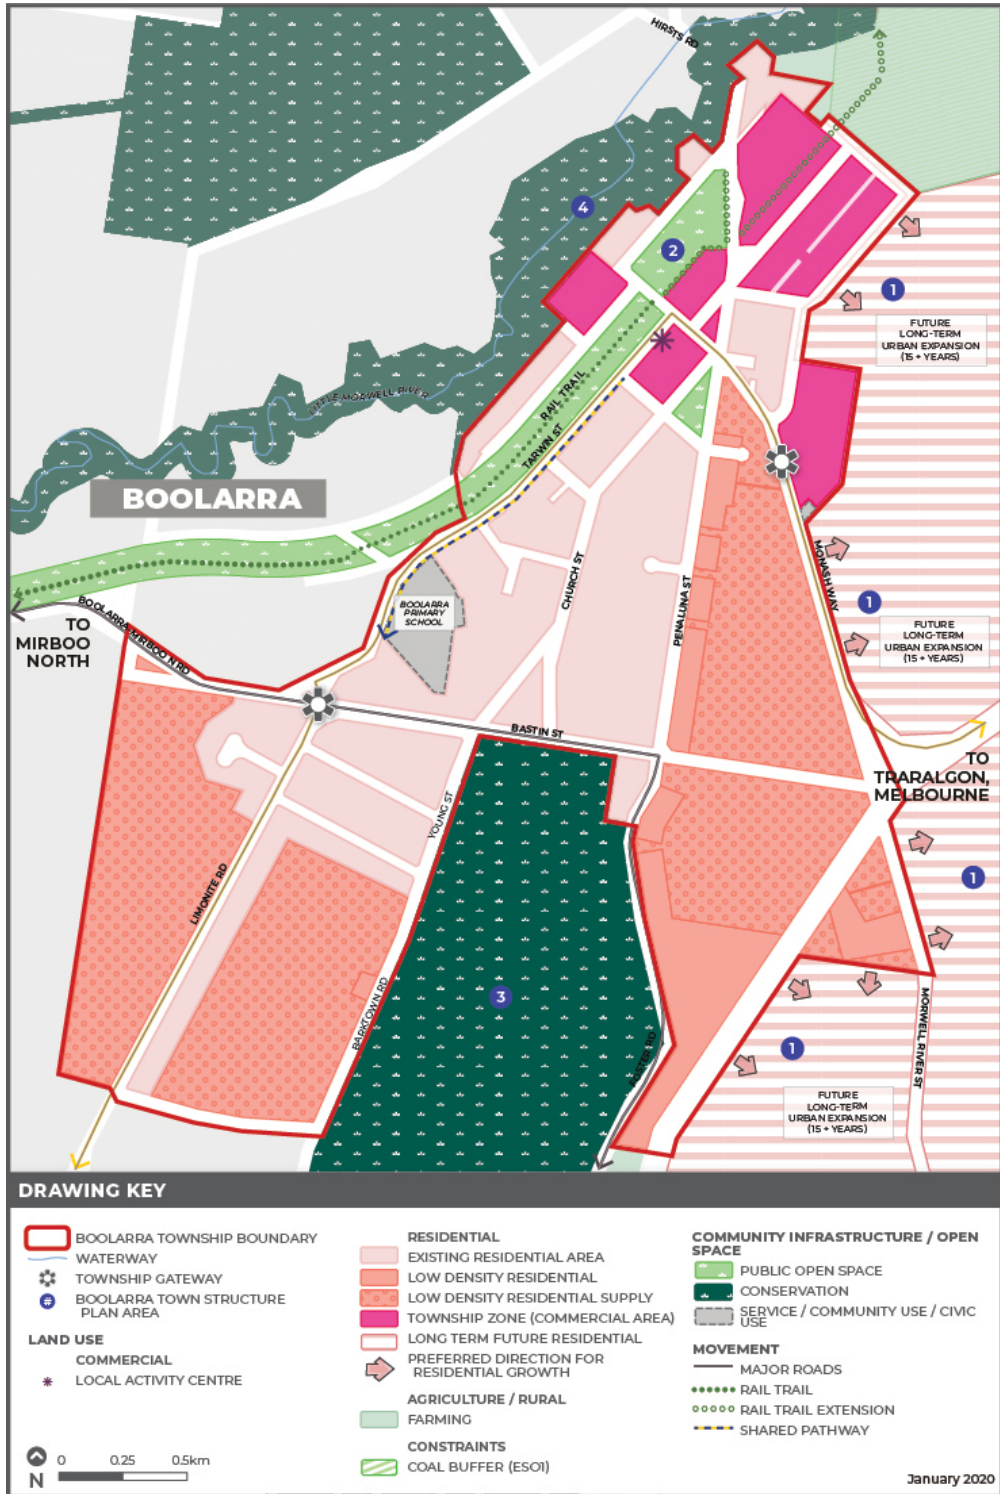 HIRSTS RD
4
2
1
FUTURE
LONG-TERM
URBAN EXPANSION
(15 + YEARS)
LITTLE MORWELL RIVER
RAIL TRAIL
TARWIN ST
BOOLARRA
CHURCH ST
PENALUNA ST
MONASH WAY
1
FUTURE
LONG-TERM
URBAN EXPANSION
(15 + YEARS)
BOOLARRA
PRIMARY
SCHOOL
BOOLARRA-MIRBOO N RD
TO
MIRBOO
NORTH
BASTIN ST
TO
TRARALGON,
MELBOURNE
YOUNG ST
LIMONITE RD
1
3
BARKTOWN RD
FOSTER RD
MORWELL RIVER ST
1
FUTURE
LONG-TERM
URBAN EXPANSION
(15 + YEARS)
DRAWING KEY
BOOLARRA TOWNSHIP BOUNDARY
WATERWAY
TOWNSHIP GATEWAY
# BOOLARRA TOWN STRUCTURE
PLAN AREA
LAND USE
COMMERCIAL
LOCAL ACTIVITY CENTRE
N
0 0.25 0.5km
RESIDENTIAL
EXISTING RESIDENTIAL AREA
LOW DENSITY RESIDENTIAL
LOW DENSITY RESIDENTIAL SUPPLY
TOWNSHIP ZONE (COMMERCIAL AREA)
LONG TERM FUTURE RESIDENTIAL
PREFERRED DIRECTION FOR
RESIDENTIAL GROWTH
AGRICULTURE / RURAL
FARMING
CONSTRAINTS
COAL BUFFER (ESO1)
COMMUNITY INFRASTRUCTURE / OPEN
SPACE
PUBLIC OPEN SPACE
CONSERVATION
SERVICE / COMMUNITY USE / CIVIC
USE
MOVEMENT
MAJOR ROADS
RAIL TRAIL
RAIL TRAIL EXTENSION
SHARED PATHWAY
January 2020